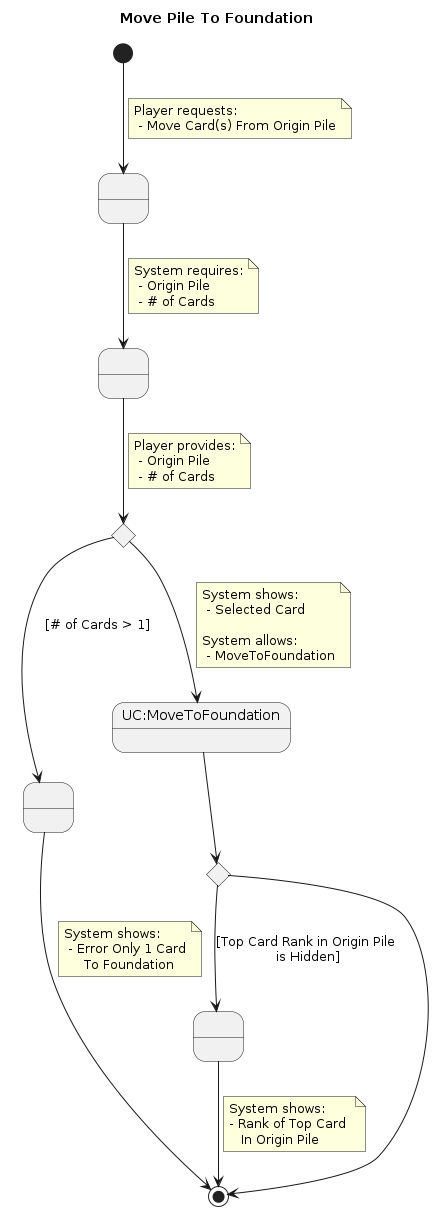 Move Pile To Foundation
Player requests:
- Move Card(s) From Origin Pile
System requires:
- Origin Pile
- # of Cards
Player provides:
- Origin Pile
- # of Cards
[# of Cards > 1]
System shows:
- Selected Card
System allows:
- MoveToFoundation
UC:MoveToFoundation
System shows:
- Error Only 1 Card
To Foundation
[Top Card Rank in Origin Pile
is Hidden]
System shows:
- Rank of Top Card
In Origin Pile